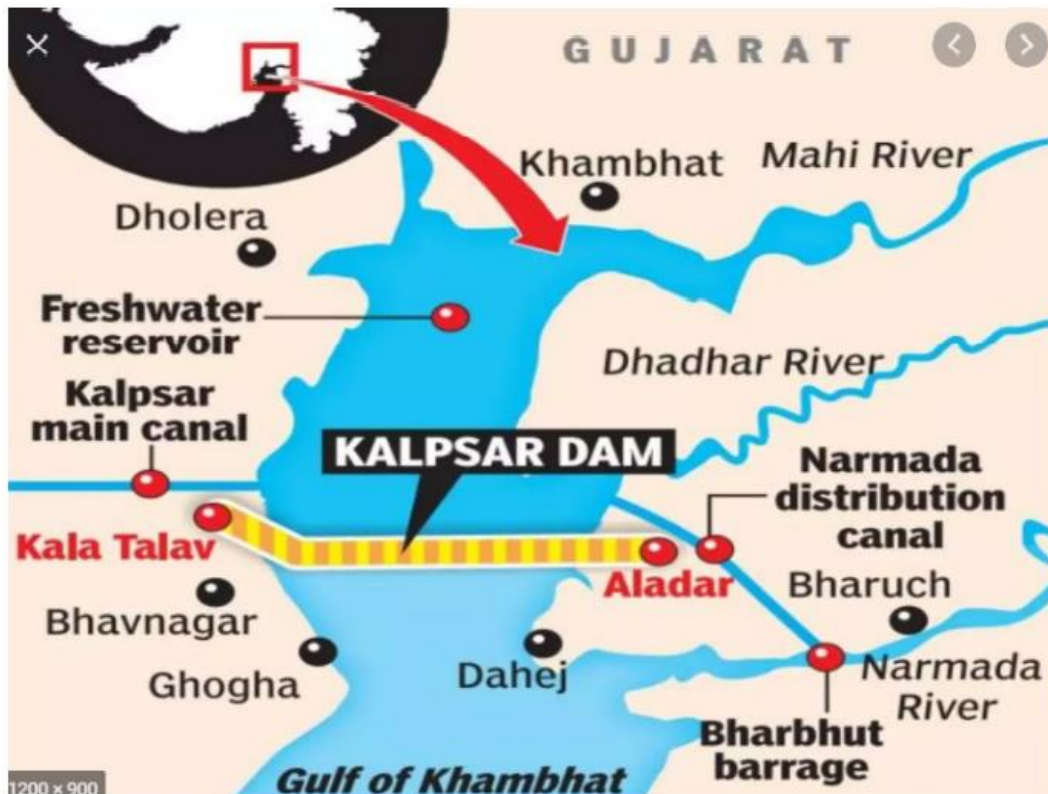 GUJARAT
Khambhat
Mahi River
Dholera
Freshwater
reservoir
Dhadhar River
Kalpsar
main canal
KALPSAR DAM
Narmada
distribution
canal
Kala Talav
Aladar
Bharuch
Bhavnagar
Ghogha
Dahej
Narmada
River
Bharbhut
barrage
Gulf of Khambhat
1200 × 900